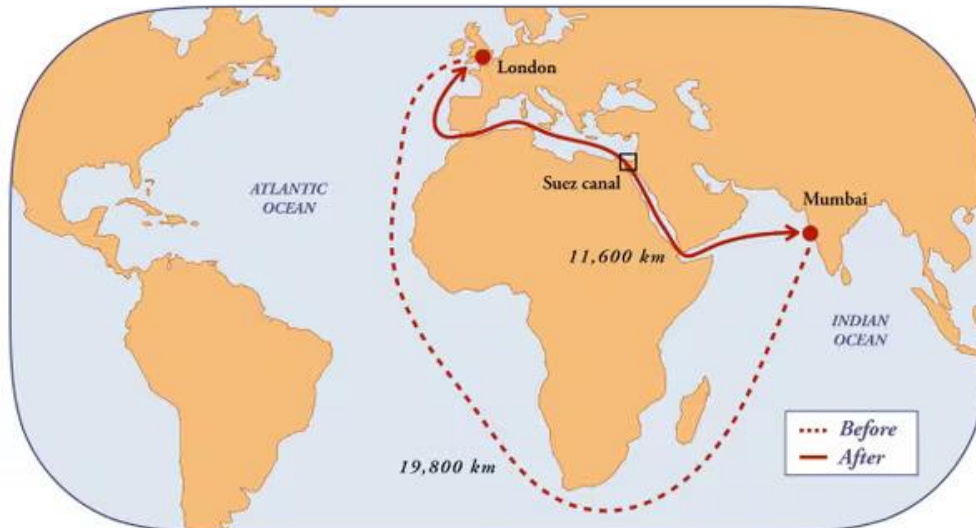 London
ATLANTIC
OCEAN
Suez canal
Mumbai
11,600 km
INDIAN
OCEAN
Before
After
19,800 km